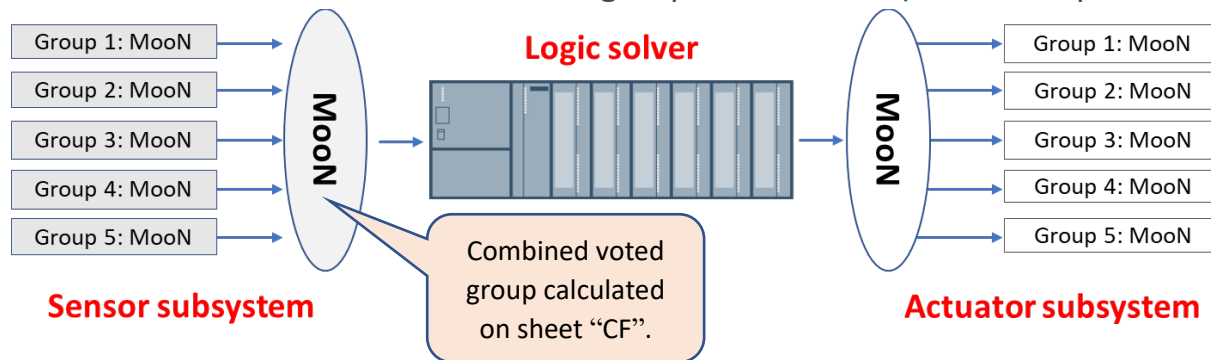 Group 1: MooN
Group 2: MooN
Group 3: MooN
Group 4: MooN
Group 5: MooN
MooN
Sensor subsystem
Logic solver
Combined voted
group calculated
on sheet “CF”.
MooN
Group 1: MooN
Group 2: MooN
Group 3: MooN
Group 4: MooN
Group 5: MooN
Actuator subsystem